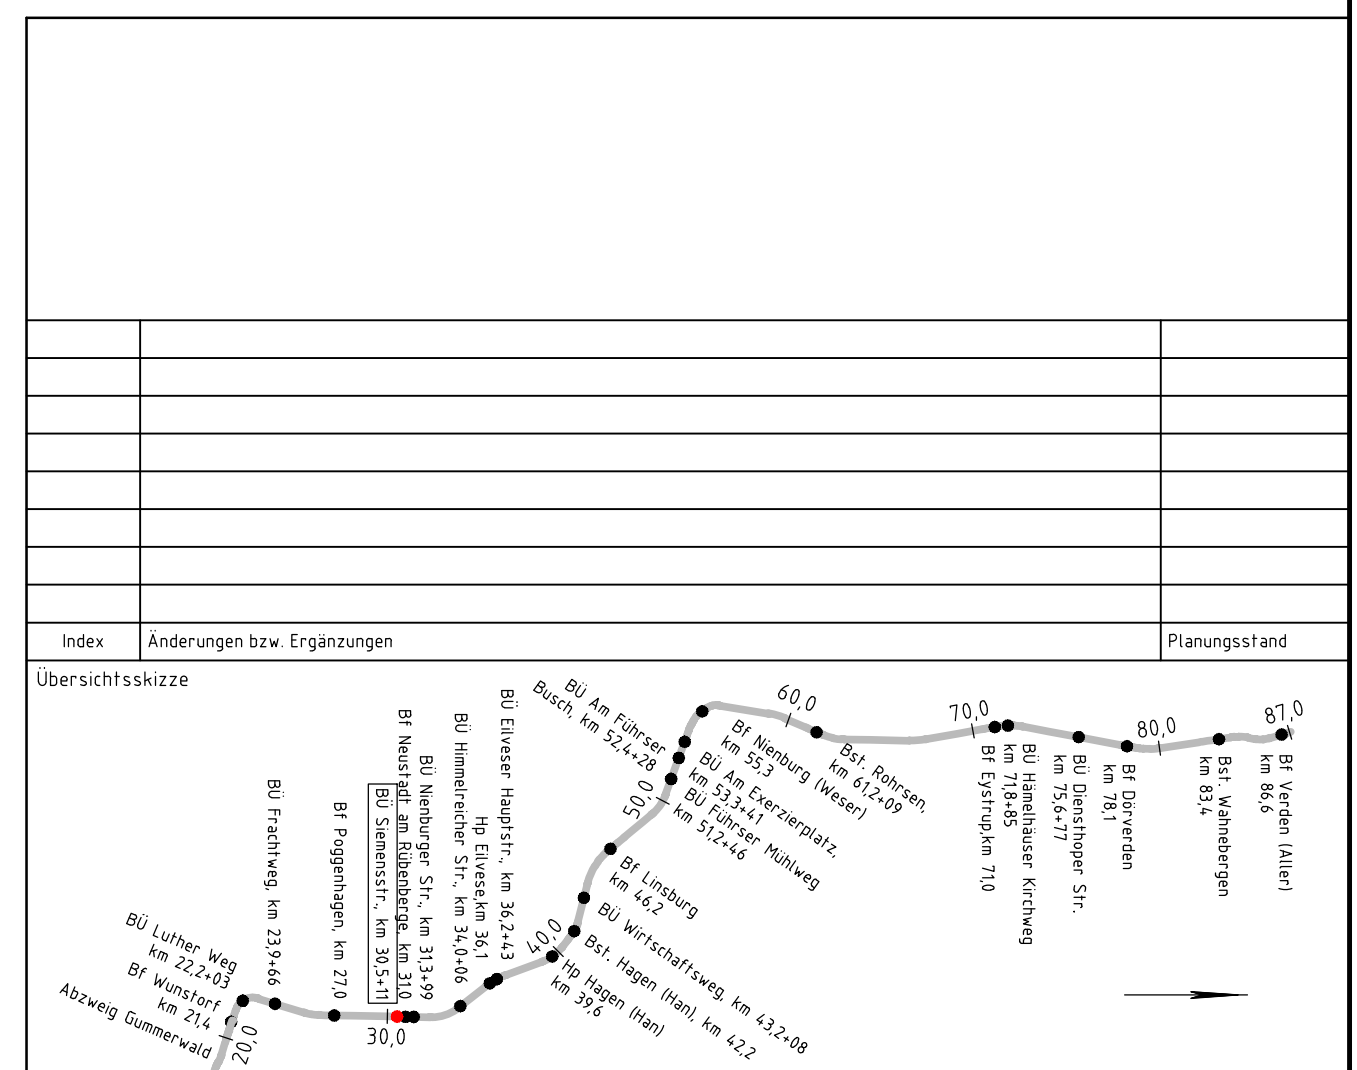 Index
Änderungen bzw. Ergänzungen
Planungsstand
Übersichtsskizze
Abzweig Gummerwald
Bf Wunstorf
km 21,4
20,0
BÜ Luther Weg
km 22,2+03
BÜ Frachtweg, km 23,9+66
Bf Poggenhagen, km 27,0
30,0
BÜ Siemensstr., km 30,5+11
Bf Neustadt am Rübenberge, km 31,0
BÜ Nienburger Str., km 31,3+99
BÜ Himmelreicher Str., km 34,0+06
Hp Eilvese,km 36,1
BÜ Eilveser Hauptstr., km 36,2+43
Hp Hagen (Han)
km 39,6
40,0
Bst. Hagen (Han), km 42,2
BÜ Wirtschaftsweg, km 43,2+08
Bf Linsburg
km 46,2
50,0
BÜ Führser Mühlweg
km 51,2+46
BÜ Am Führser
Busch, km 52,4+28
BÜ Am Exerzierplatz,
km 53,3+41
Bf Nienburg (Weser)
km 55,3
60,0
Bst. Rohrsen,
km 61,2+09
70,0
Bf Eystrup,km 71,0
BÜ Hämelhäuser Kirchweg
km 71,8+85
BÜ Diensthoper Str.
km 75,6+77
Bf Dörverden
km 78,1
80,0
Bst. Wahnebergen
km 83,4
Bf Verden (Aller)
km 86,6
87,0